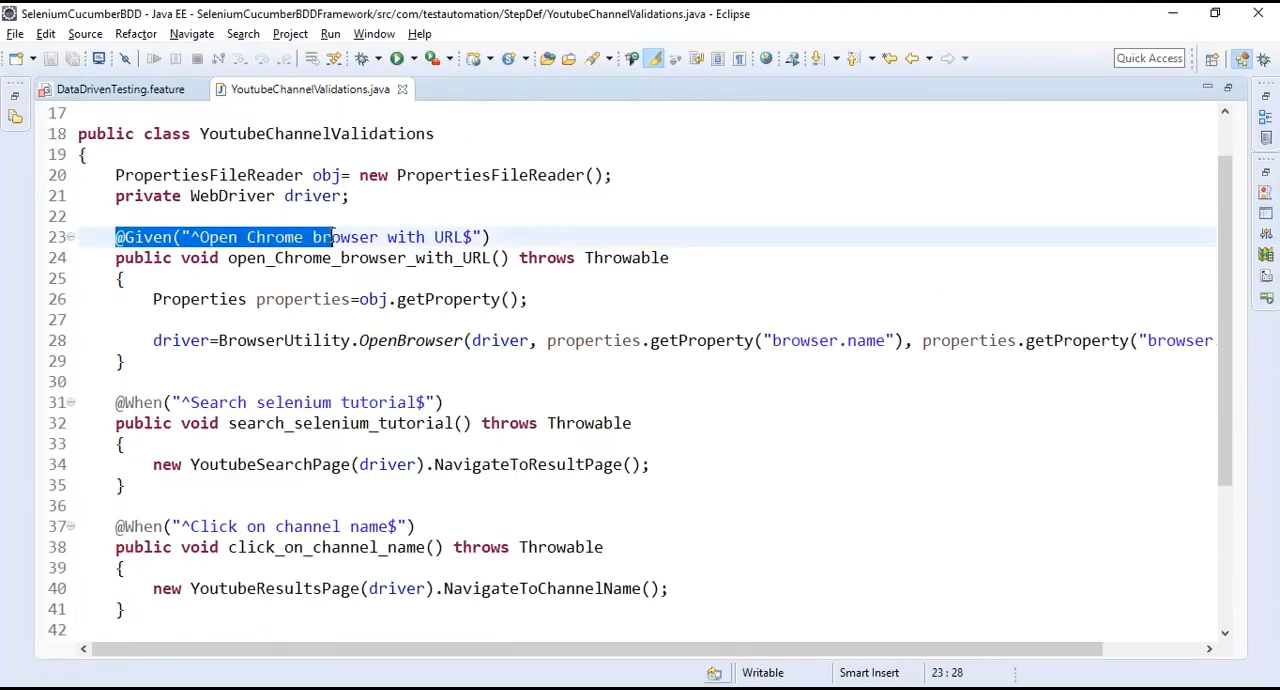 SeleniumCucumberBDD - Java EE - SeleniumCucumberBDDFramework/src/com/testautomation/StepDef/YoutubeChannelValidations.java - Eclipse
File Edit Source Refactor Navigate Search Project Run Window Help
Quick Access
DataDrivenTesting.feature YoutubeChannelValidations.java
17
18 public class YoutubeChannelValidations
19 {
20 PropertiesFileReader obj= new PropertiesFileReader();
21 private WebDriver driver;
22
23 @Given("^Open Chrome browser with URL$")
24 public void open_Chrome_browser_with_URL() throws Throwable
25 {
26 Properties properties=obj.getProperty();
27
28 driver=BrowserUtility.OpenBrowser(driver, properties.getProperty("browser.name"), properties.getProperty("browser.
29 }
30
31 @When("^Search selenium tutorial$")
32 public void search_selenium_tutorial() throws Throwable
33 {
34 new YoutubeSearchPage(driver).NavigateToResultPage();
35 }
36
37 @When("^Click on channel name$")
38 public void click_on_channel_name() throws Throwable
39 {
40 new YoutubeResultsPage(driver).NavigateToChannelName();
41 }
42
Writable Smart Insert 23 : 28